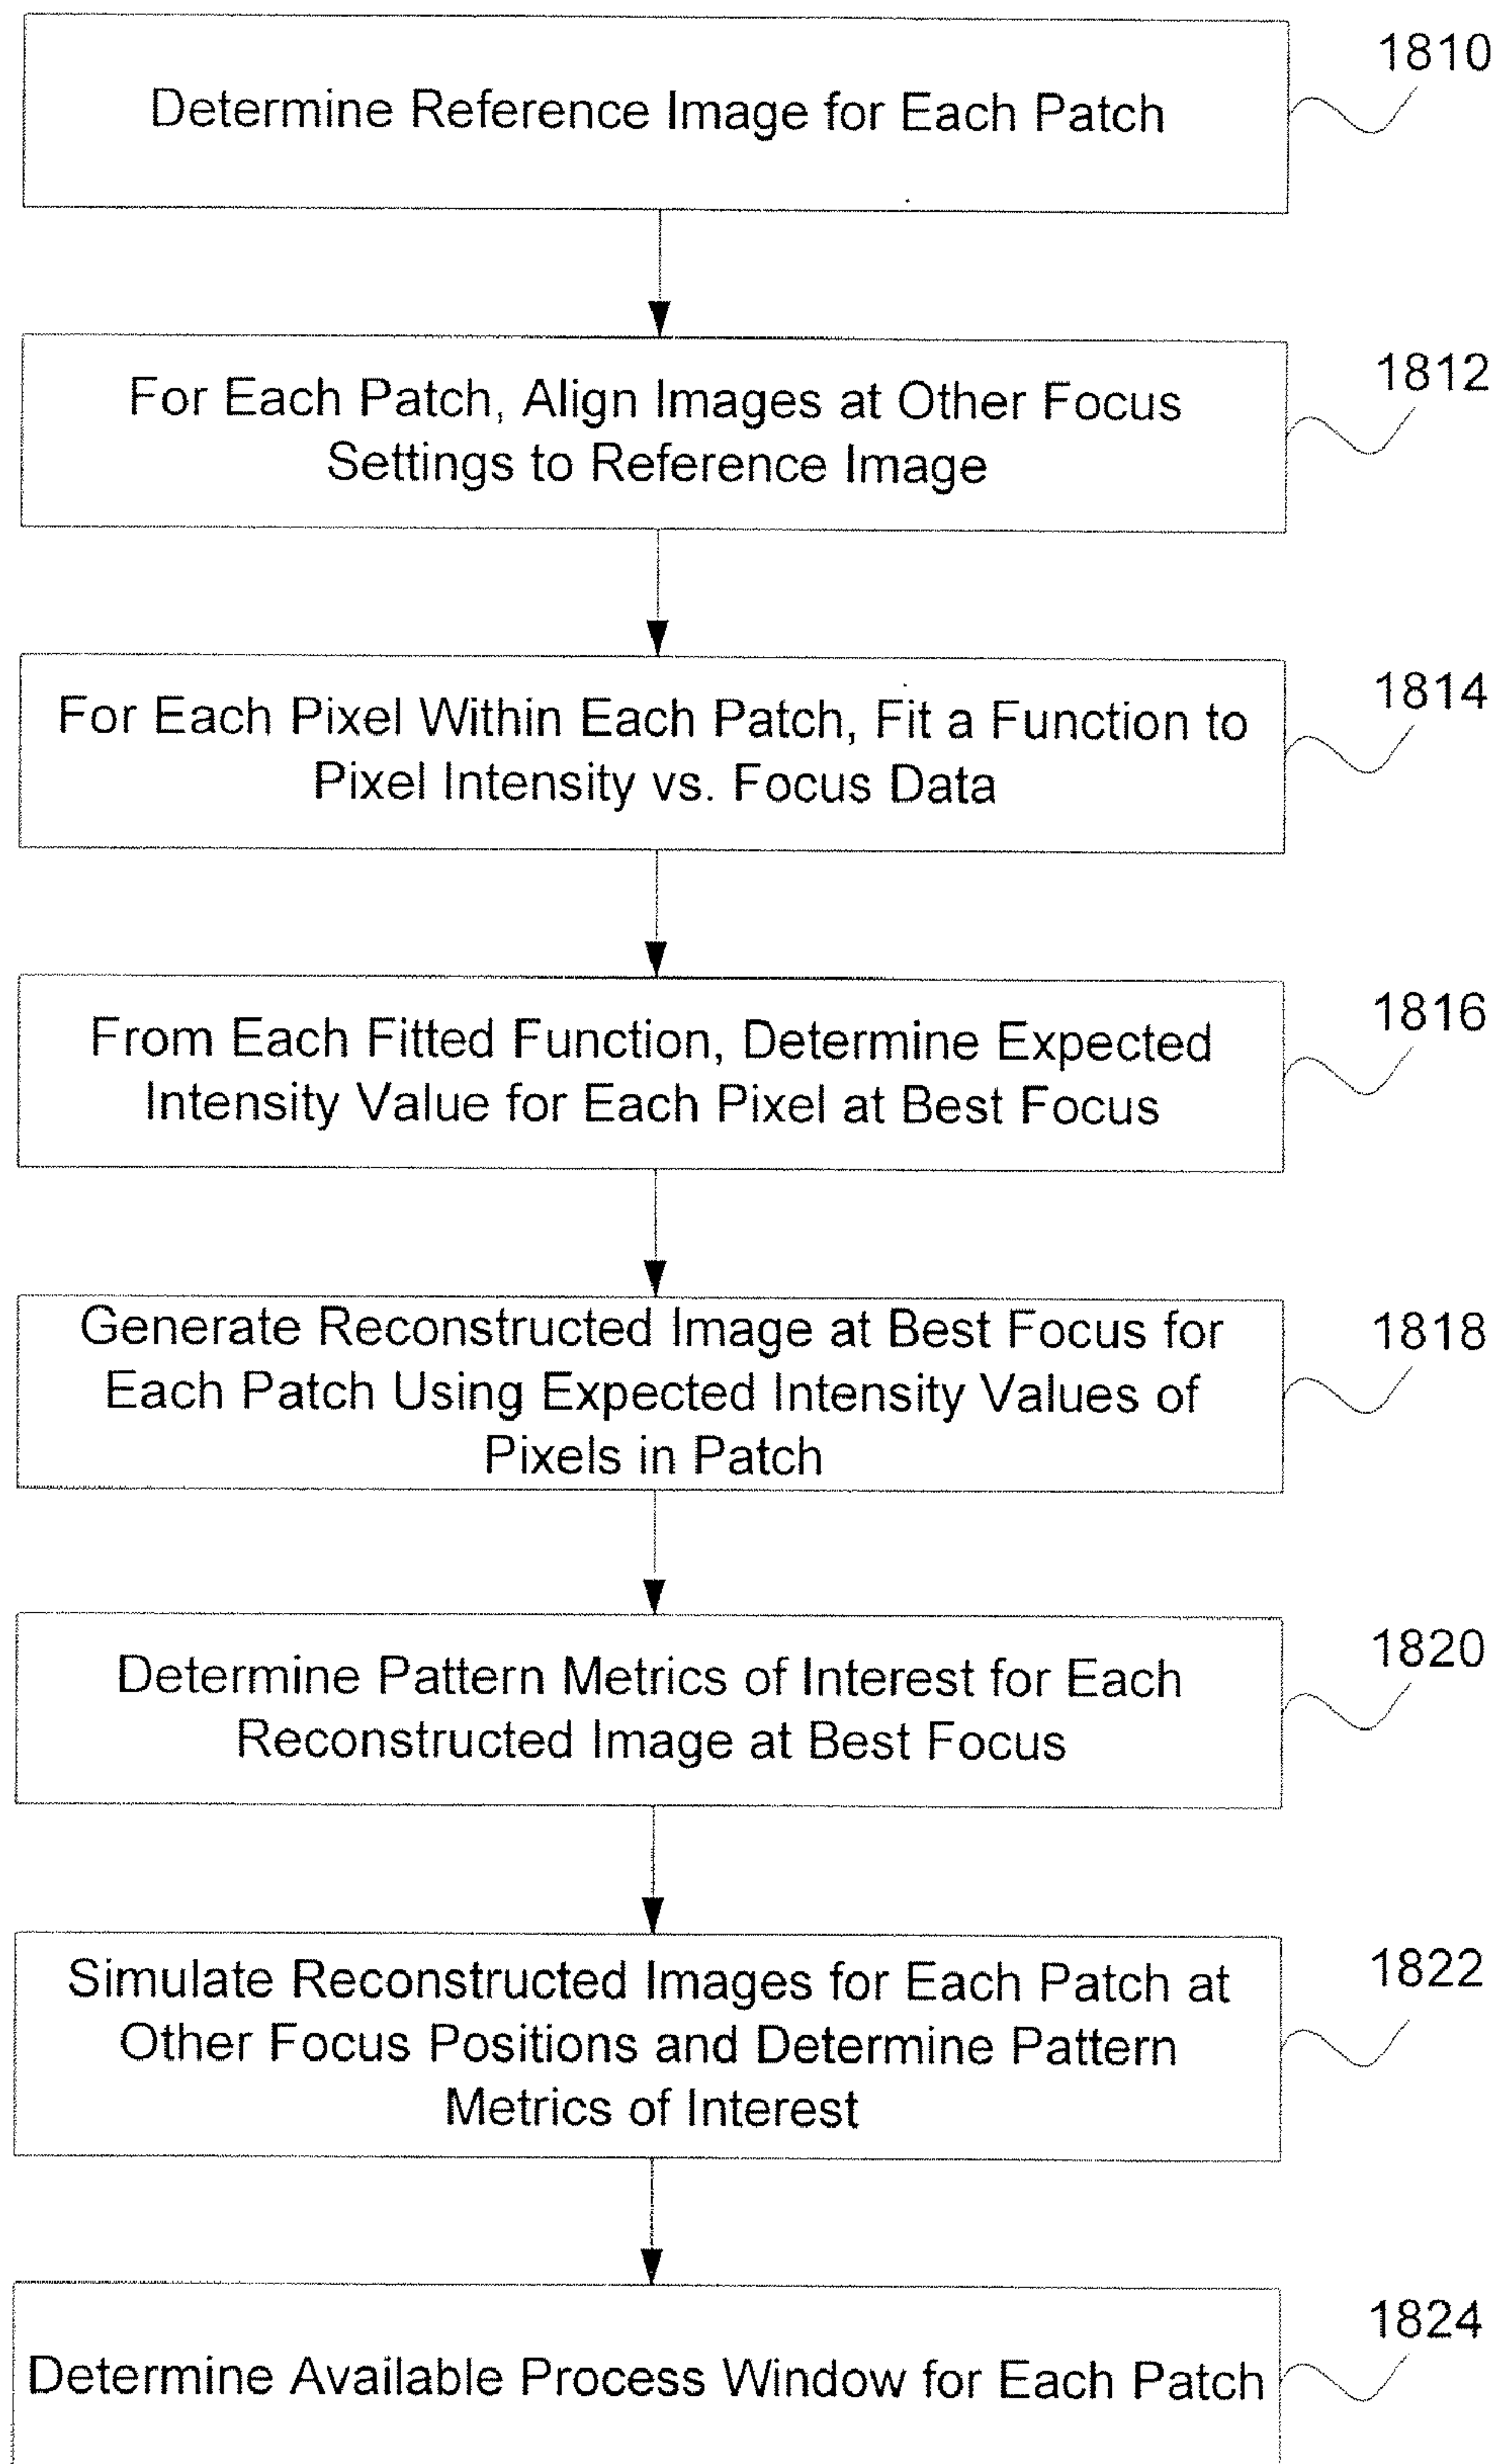 1810
Determine Reference Image for Each Patch
1812
For Each Patch, Align Images at Other Focus
Settings to Reference Image
1814
For Each Pixel Within Each Patch, Fit a Function to
Pixel Intensity vs. Focus Data
1816
From Each Fitted Function, Determine Expected
Intensity Value for Each Pixel at Best Focus
1818
Generate Reconstructed Image at Best Focus for
Each Patch Using Expected Intensity Values of
Pixels in Patch
1820
Determine Pattern Metrics of Interest for Each
Reconstructed Image at Best Focus
1822
Simulate Reconstructed Images for Each Patch at
Other Focus Positions and Determine Pattern
Metrics of Interest
1824
Determine Available Process Window for Each Patch